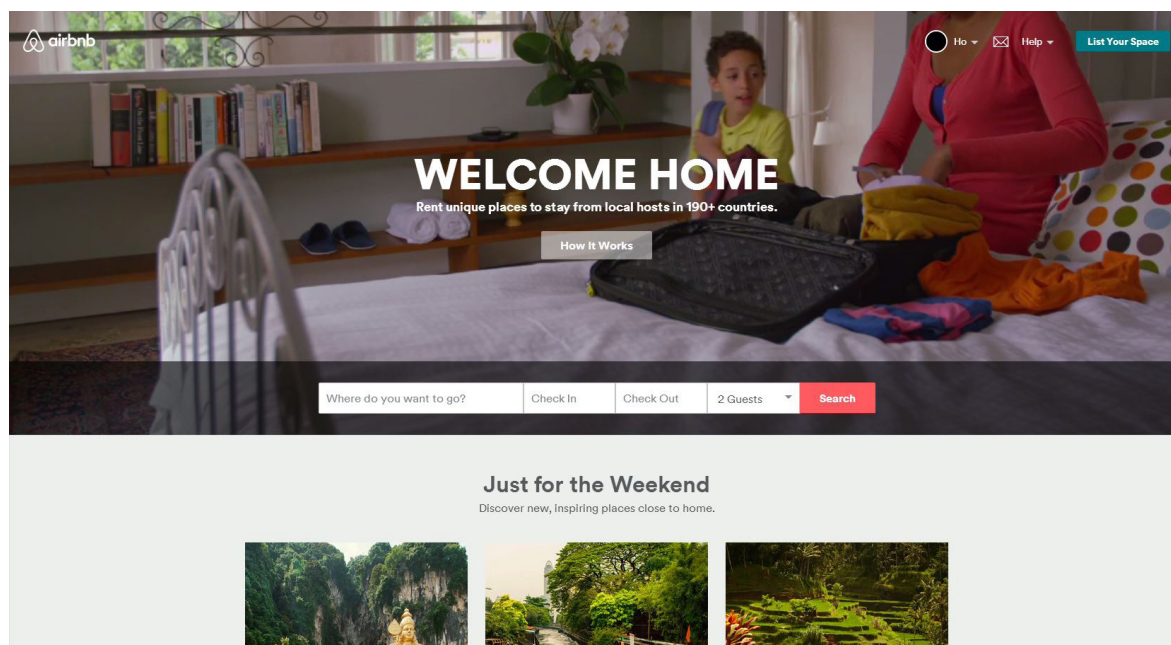 airbnb
Ho
Help
List Your Space
WELCOME HOME
Rent unique places to stay from local hosts in 190+ countries.
How It Works
Where do you want to go?
Check In
Check Out
2 Guests
Search
Just for the Weekend
Discover new, inspiring places close to home.